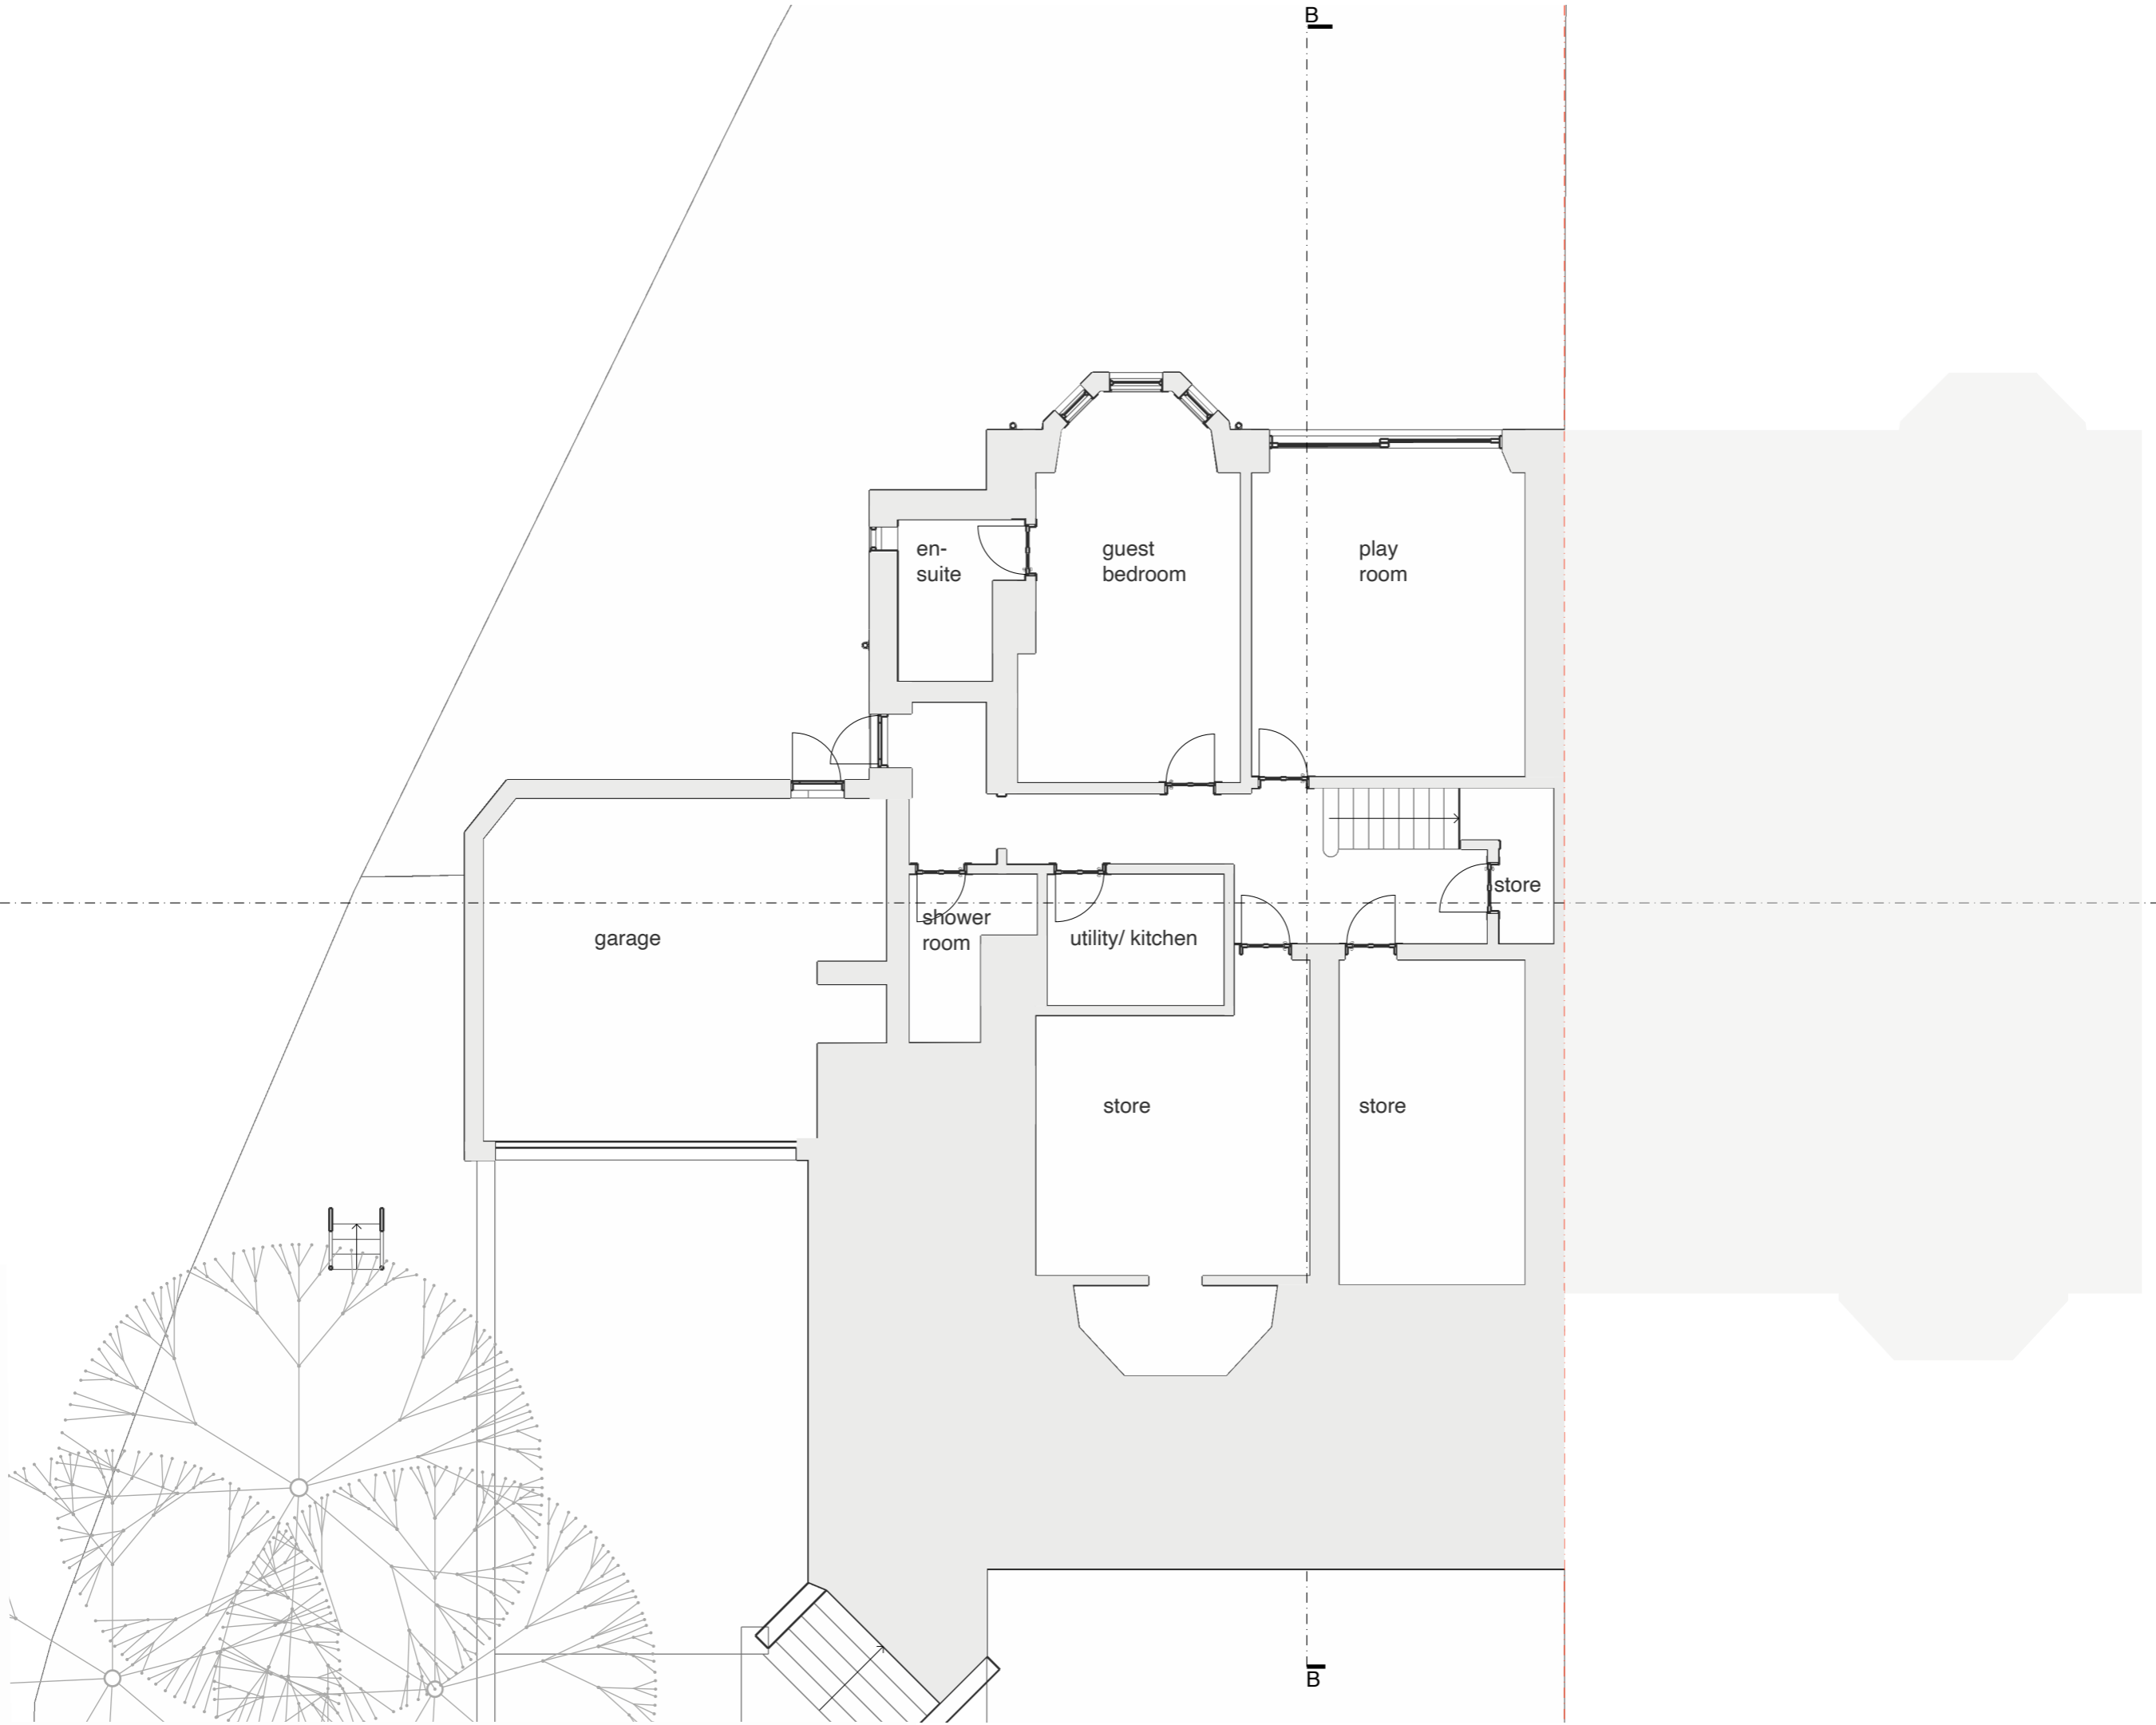 B
en-
suite
guest
bedroom
play
room
store
shower
room
garage
utility/ kitchen
store
store
B